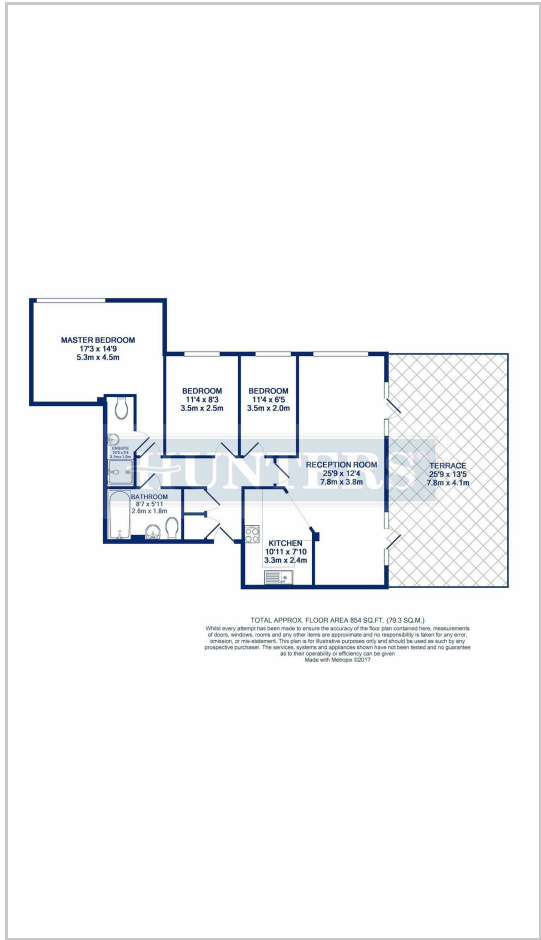 MASTER BEDROOM
17'3 x 14'9
5.3m x 4.5m
BEDROOM
11'4 x 8'3
3.5m x 2.5m
BEDROOM
11'4 x 6'5
3.5m x 2.0m
ENSUITE
HUNTERS
RECEPTION ROOM
25'9 x 12'4
7.8m x 3.8m
TERRACE
25'9 x 13'5
7.8m x 4.1m
BATHROOM
8'7 x 5'11
2.6m x 1.8m
KITCHEN
10'11 x 7'10
3.3m x 2.4m
TOTAL APPROX. FLOOR AREA 854 SQ.FT. (79.3 SQ.M.)
Whilst every attempt has been made to ensure the accuracy of the floor plan contained here, measurements
of doors, windows, rooms and any other items are approximate and no responsibility is taken for any error,
omission, or mis-statement. This plan is for illustrative purposes only and should be used as such by any
prospective purchaser. The services, systems and appliances shown have not been tested and no guarantee
as to their operability or efficiency can be given
Made with Metropix ©2017